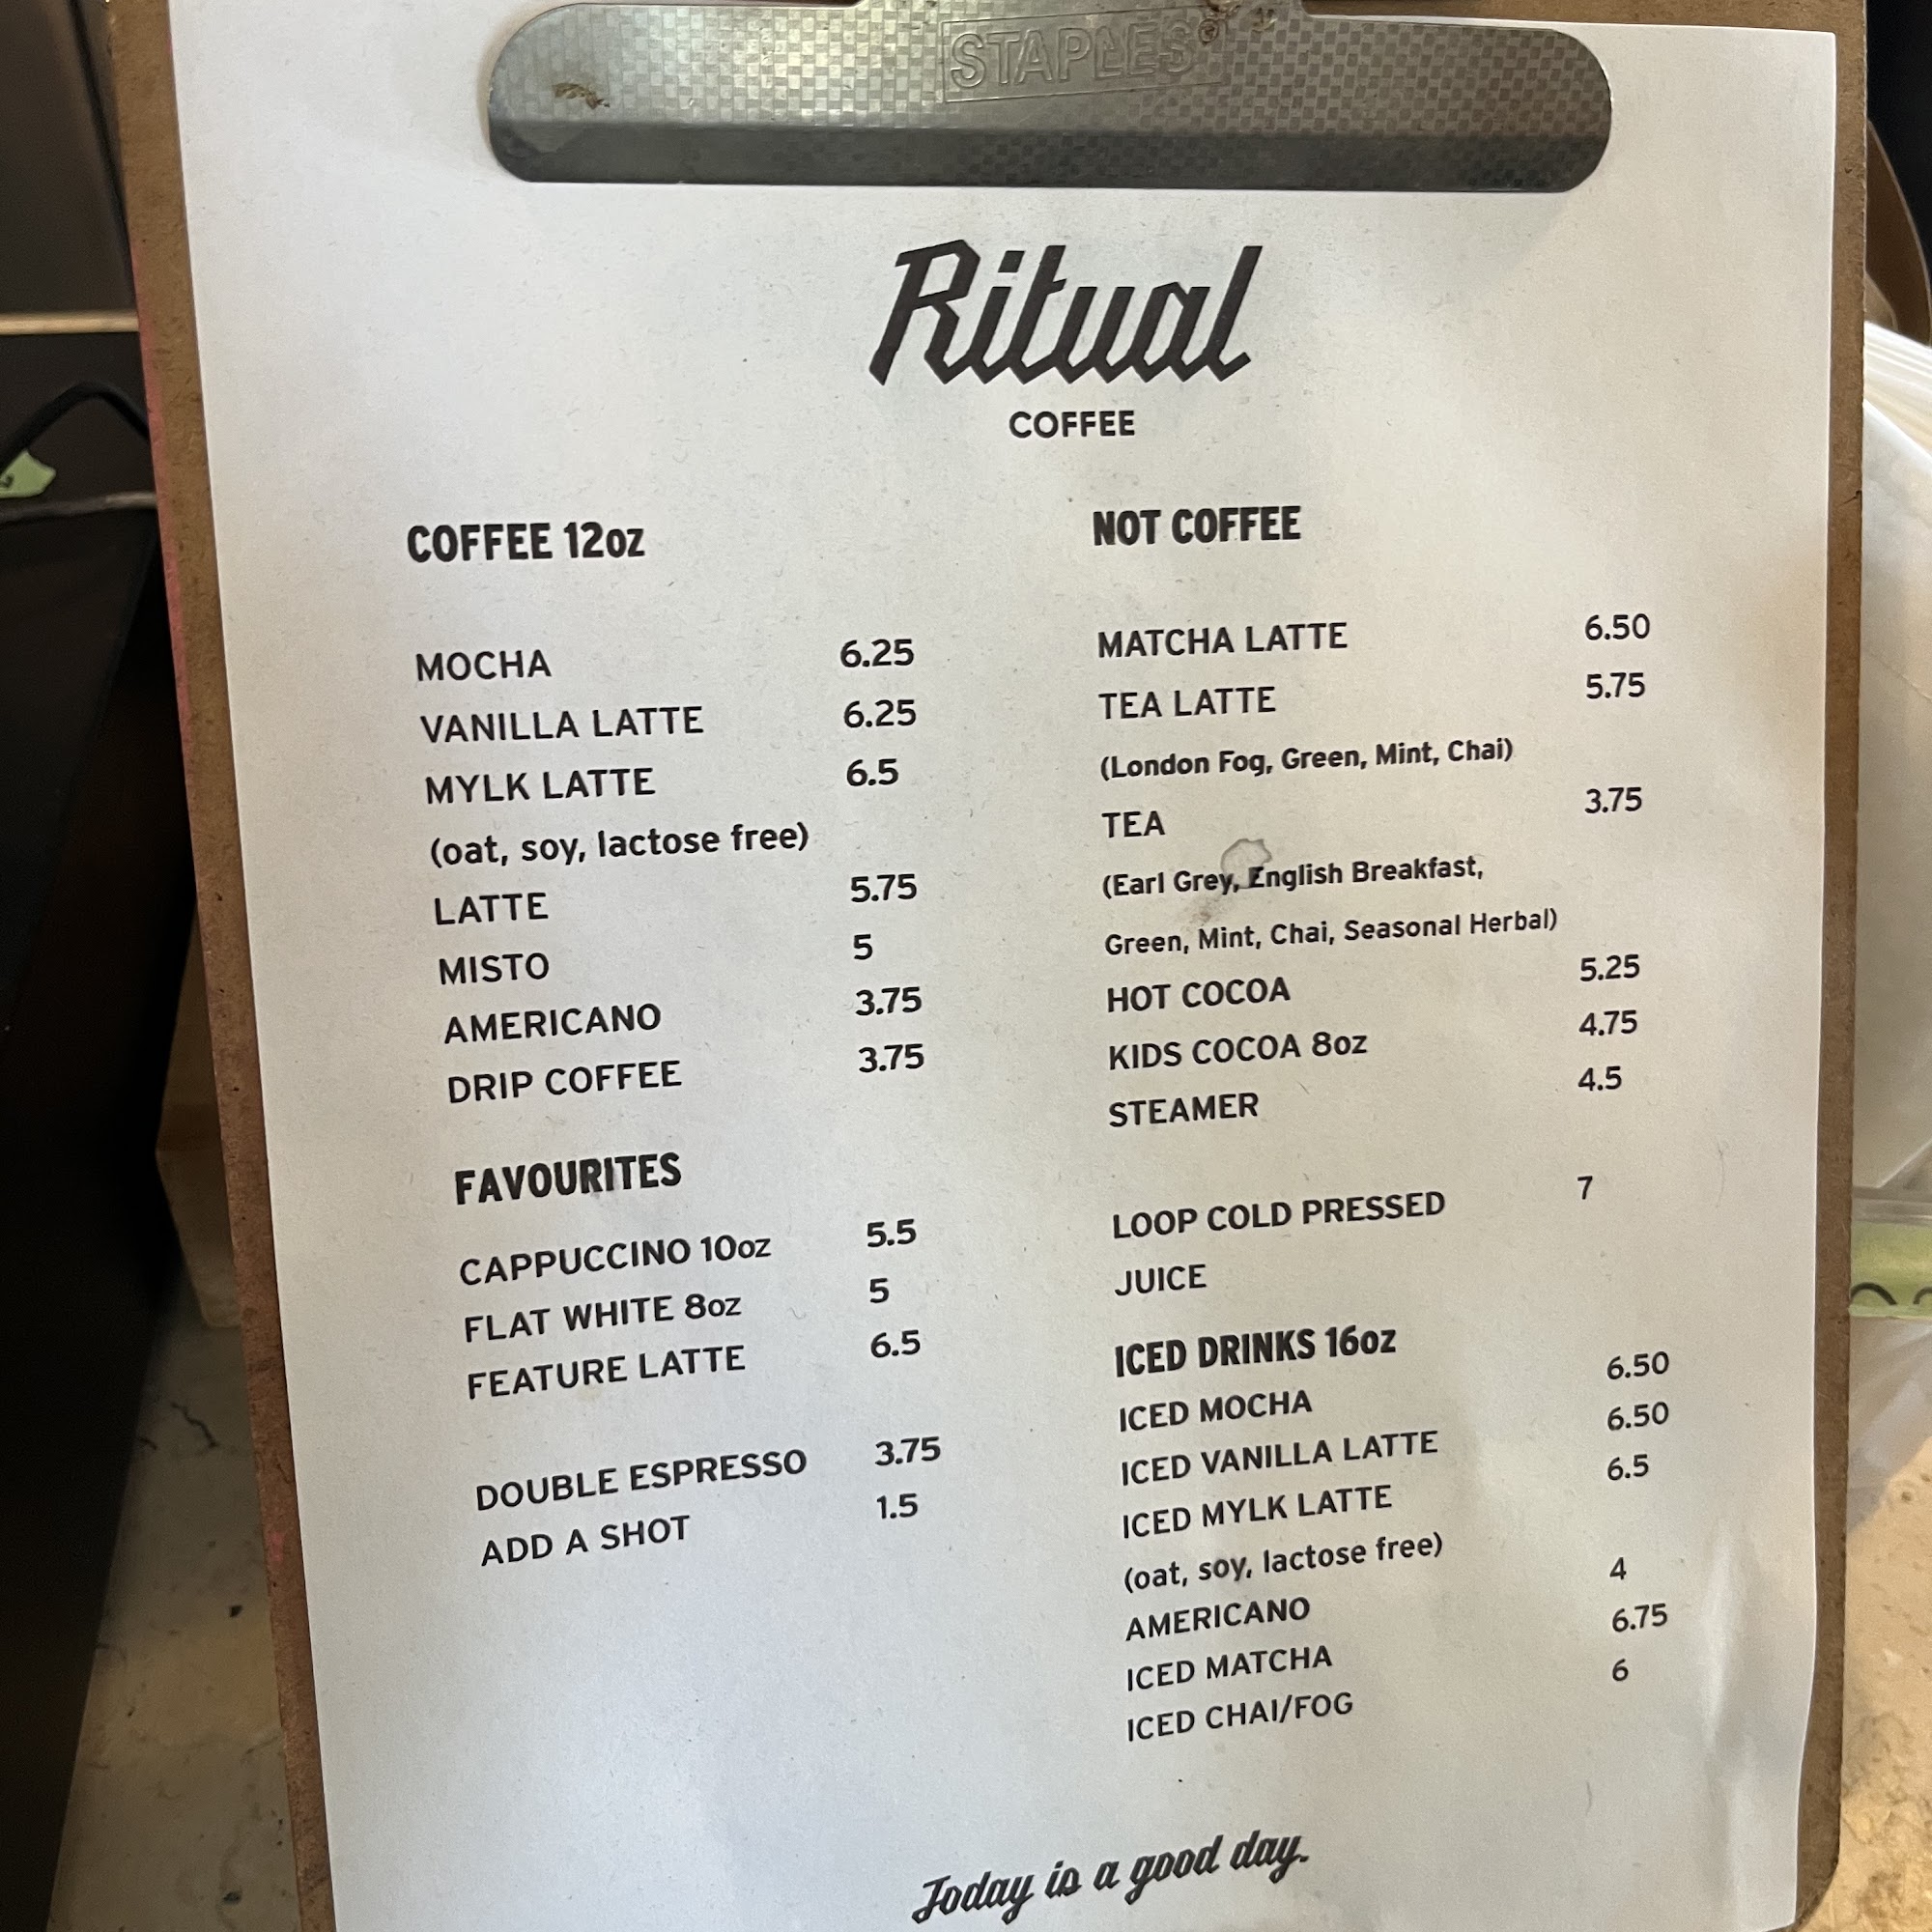 STAPLES
Ritual
COFFEE
COFFEE 12oz
MOCHA 6.25
VANILLA LATTE 6.25
MYLK LATTE 6.5
(oat, soy, lactose free)
LATTE 5.75
MISTO 5
AMERICANO 3.75
DRIP COFFEE 3.75
FAVOURITES
CAPPUCCINO 10oz 5.5
FLAT WHITE 8oz 5
FEATURE LATTE 6.5
DOUBLE ESPRESSO 3.75
ADD A SHOT 1.5
NOT COFFEE
MATCHA LATTE 6.50
TEA LATTE 5.75
(London Fog, Green, Mint, Chai)
TEA 3.75
(Earl Grey, English Breakfast,
Green, Mint, Chai, Seasonal Herbal)
HOT COCOA 5.25
KIDS COCOA 8oz 4.75
STEAMER 4.5
LOOP COLD PRESSED 7
JUICE
ICED DRINKS 16oz
ICED MOCHA 6.50
ICED VANILLA LATTE 6.50
ICED MYLK LATTE 6.5
(oat, soy, lactose free)
AMERICANO 4
ICED MATCHA 6.75
ICED CHAI/FOG 6
Today is a good day.